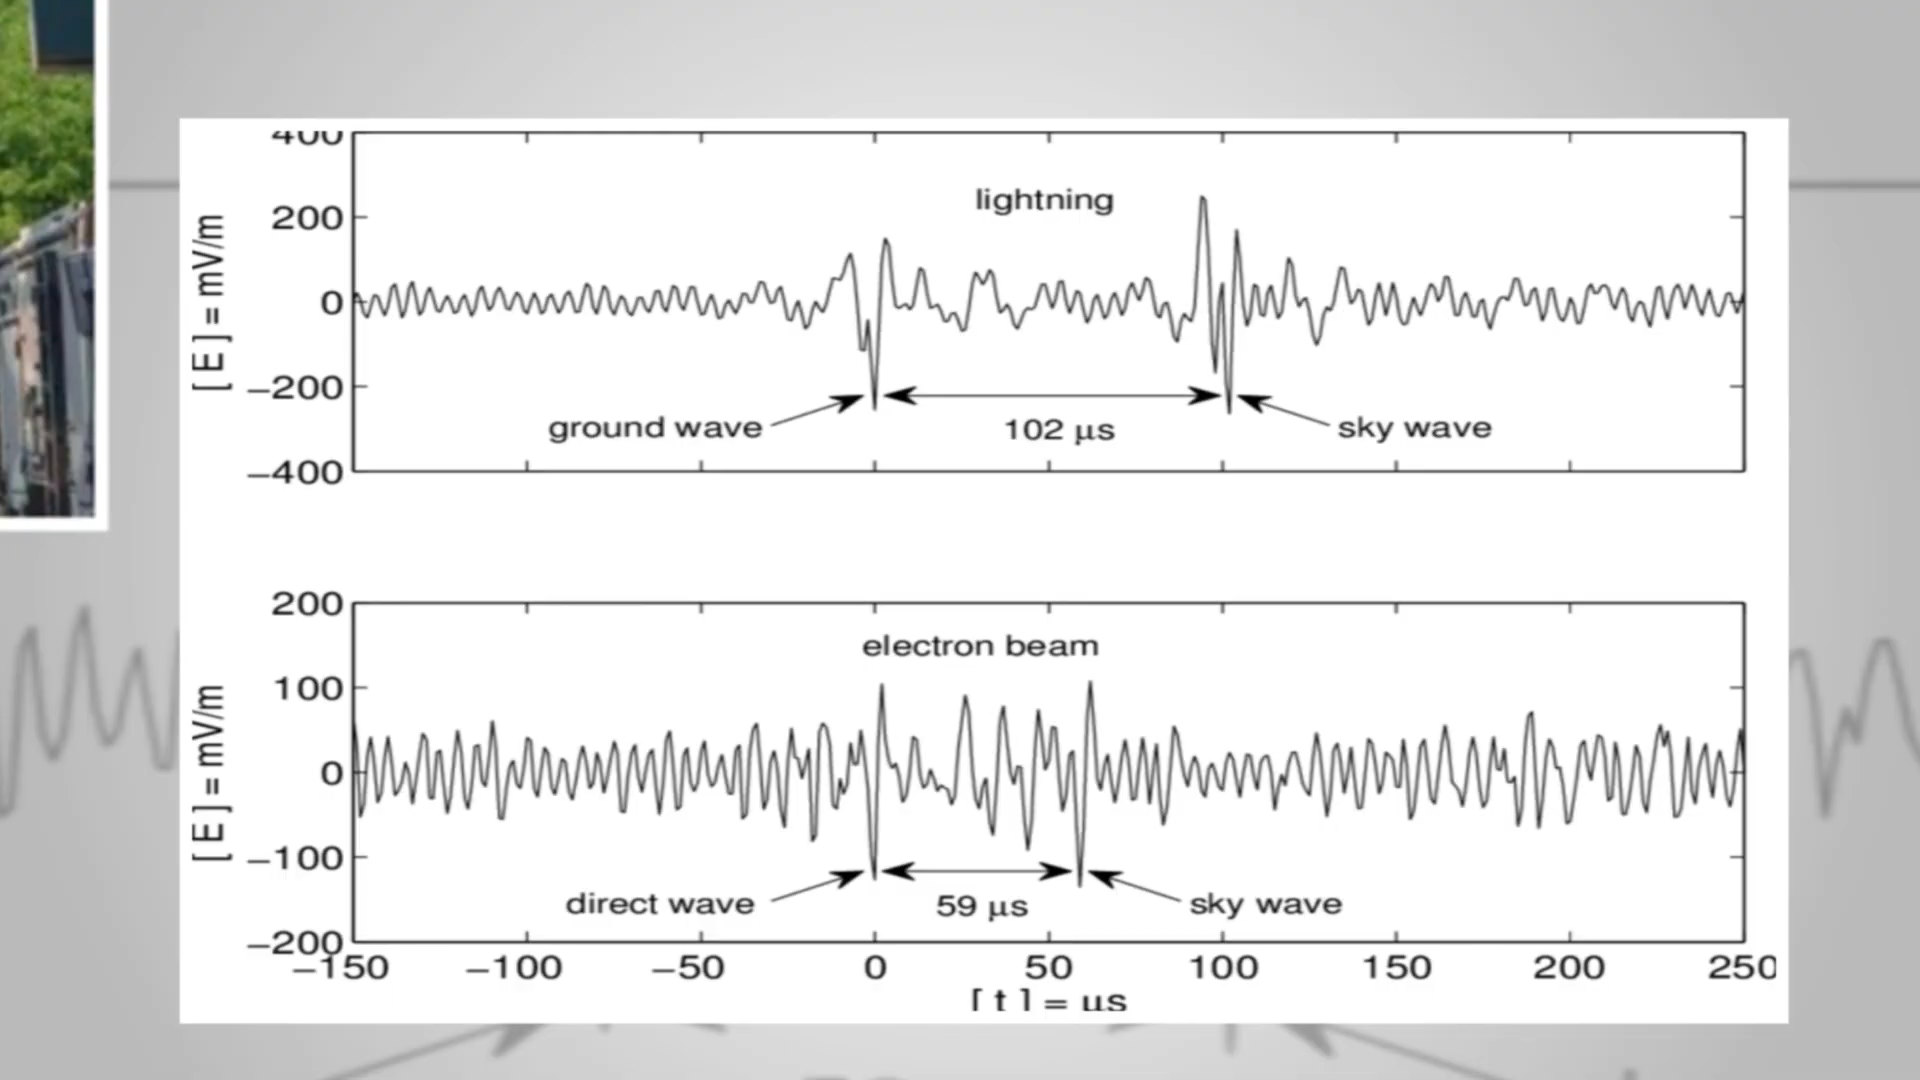 400
lightning
200
0
−200
−400
[ E ] = mV/m
ground wave
102 µs
sky wave
200
electron beam
100
0
−100
−200
[ E ] = mV/m
direct wave
59 µs
sky wave
−150 −100 −50 0 50 100 150 200 250
[ t ] = µs